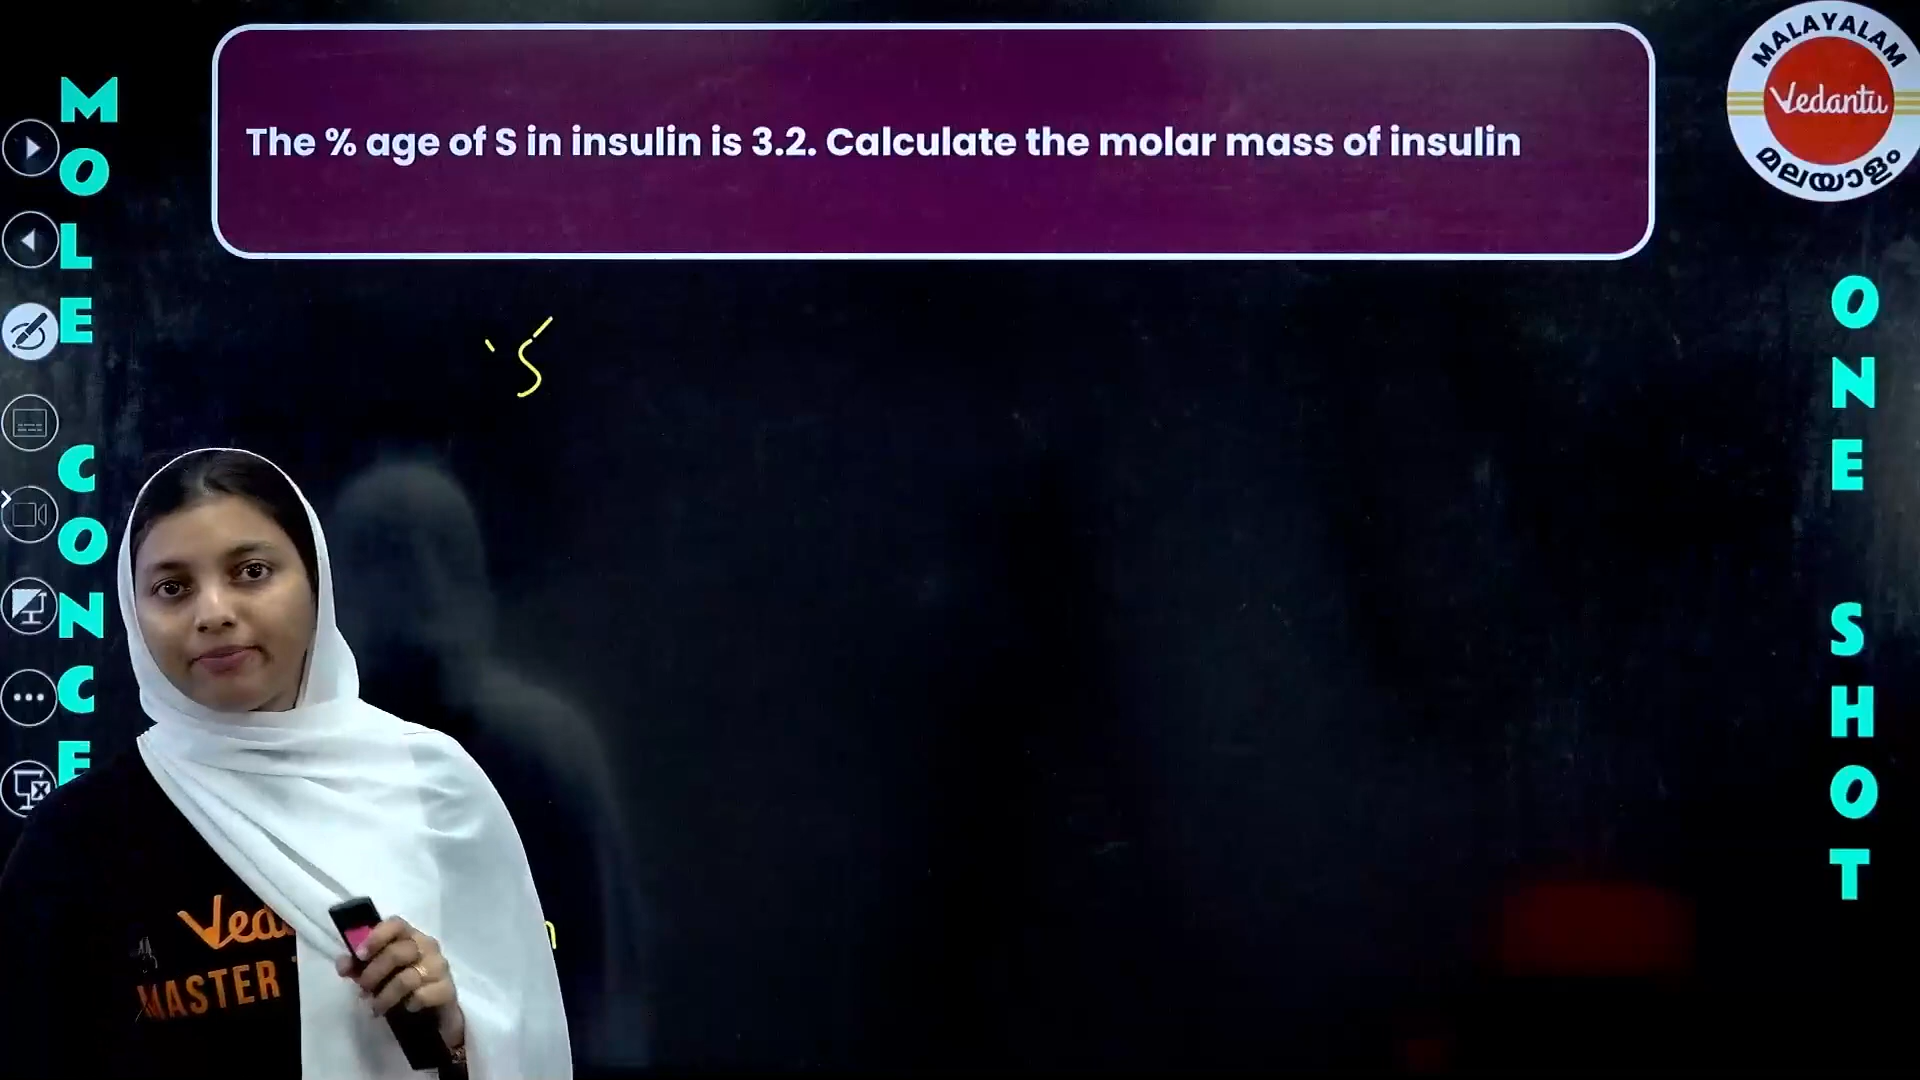 MALAYALAM
Vedantu
മലയാളം
The % age of S in insulin is 3.2. Calculate the molar mass of insulin
MOLE CONCE
ONE SHOT
S
Veda
MASTER